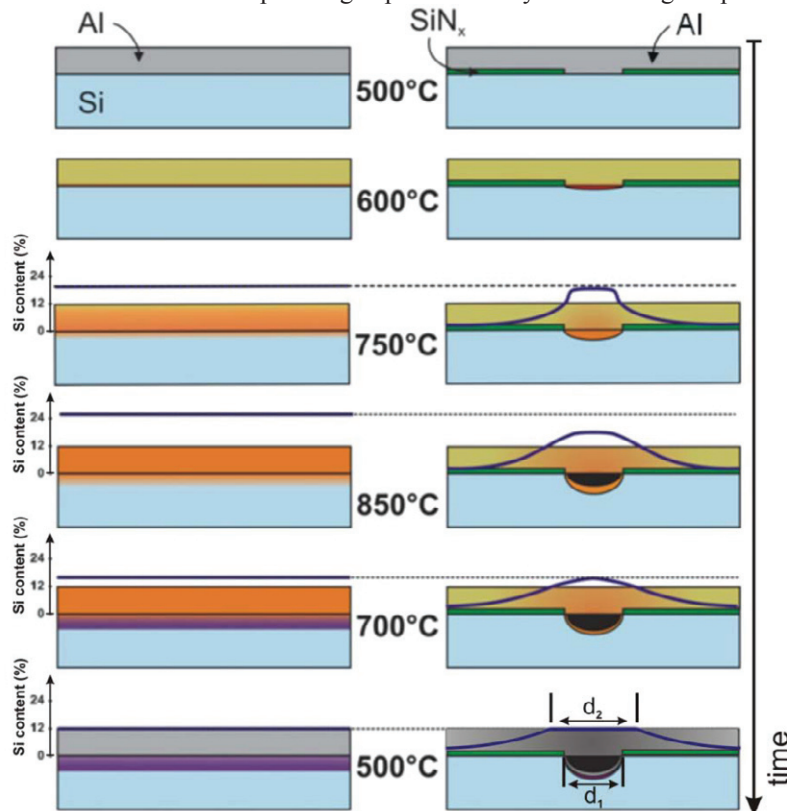 Al
SiNₓ
Al
Si
500°C
600°C
Si content (%)
24
12
0
750°C
Si content (%)
24
12
0
850°C
Si content (%)
24
12
0
700°C
Si content (%)
24
12
0
500°C
d₂
d₁
time